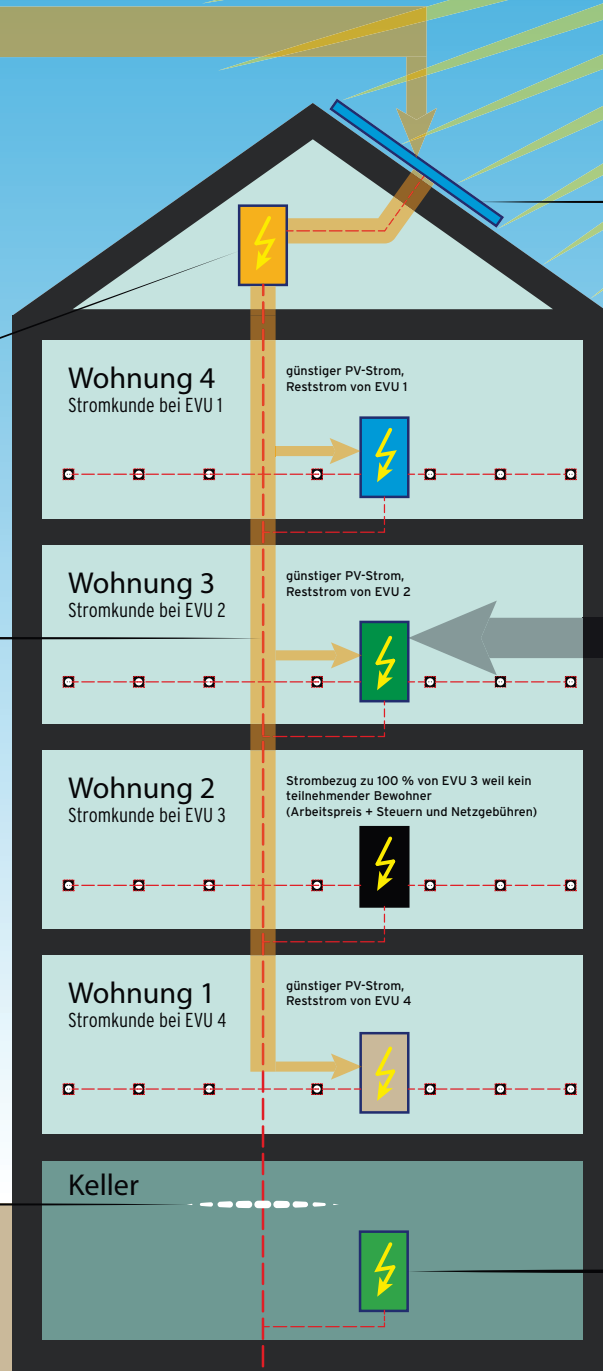 Wohnung 4
Stromkunde bei EVU 1
günstiger PV-Strom,
Reststrom von EVU 1
Wohnung 3
Stromkunde bei EVU 2
günstiger PV-Strom,
Reststrom von EVU 2
Wohnung 2
Stromkunde bei EVU 3
Strombezug zu 100 % von EVU 3 weil kein
teilnehmender Bewohner
(Arbeitspreis + Steuern und Netzgebühren)
Wohnung 1
Stromkunde bei EVU 4
günstiger PV-Strom,
Reststrom von EVU 4
Keller